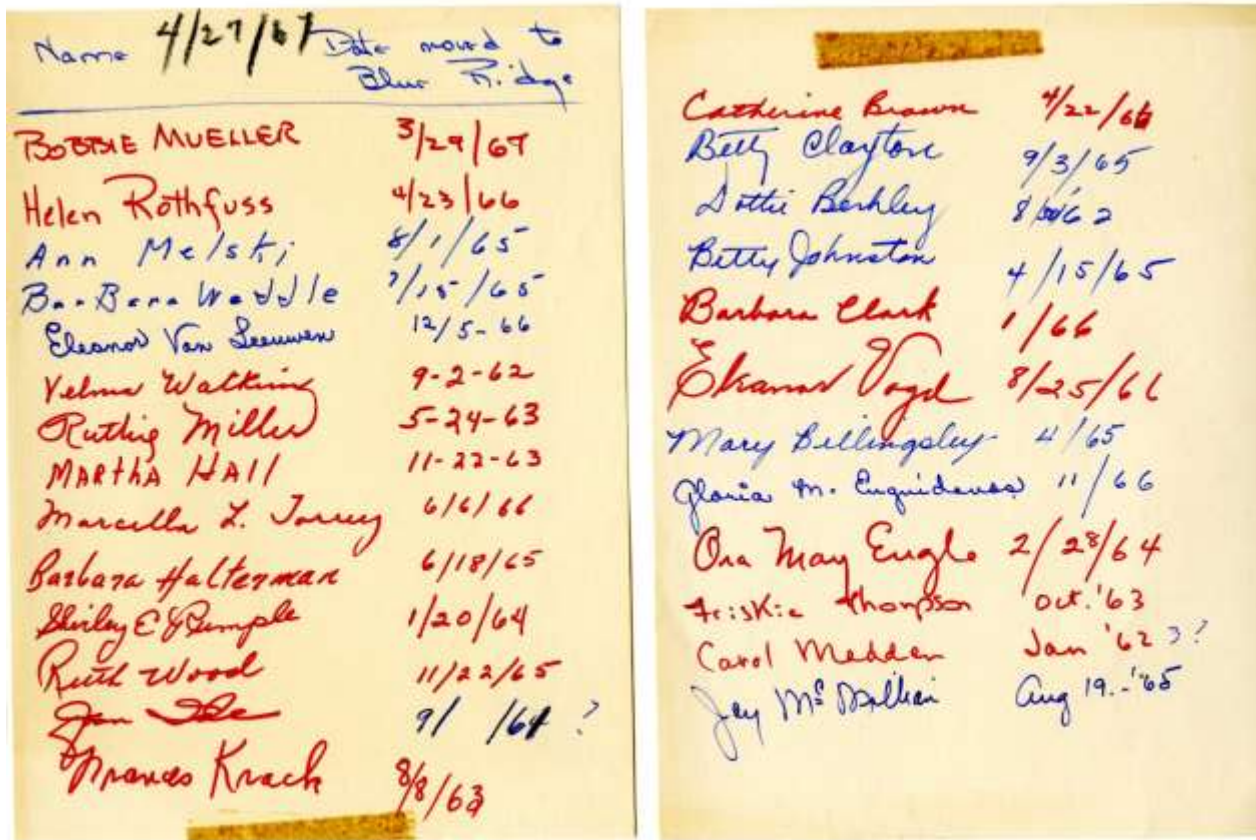 Name 4/27/67 Date moved to
Blue Ridge
BOBBIE MUELLER 3/29/67
Helen Rothfuss 4/23/66
Ann Melski 8/1/65
BarBara Weddle 7/15/65
Eleanor Van Leeuwen 12/5-66
Velma Watkins 9-2-62
Ruthie Miller 5-24-63
MARthA HAll 11-22-63
Marcella L. Torrey 6/6/66
Barbara Halterman 6/18/65
Shirley E Rumple 1/20/64
Ruth Wood 11/22/65
Jan 9/ /64 ?
Frances Krach 8/8/63
Catherine Brown 4/22/66
Betty Clayton 9/3/65
Dottie Berkley
Betty Johnston 4/15/65
Barbara Clark 1/66
Eleanor Vogel 8/25/66
Mary Billingsley 4/65
Gloria M. 11/66
Ora May Eugle 2/28/64
Friskie Thompson Oct. '63
Carol Madden Jan '62 ??
Aug 19.-'65